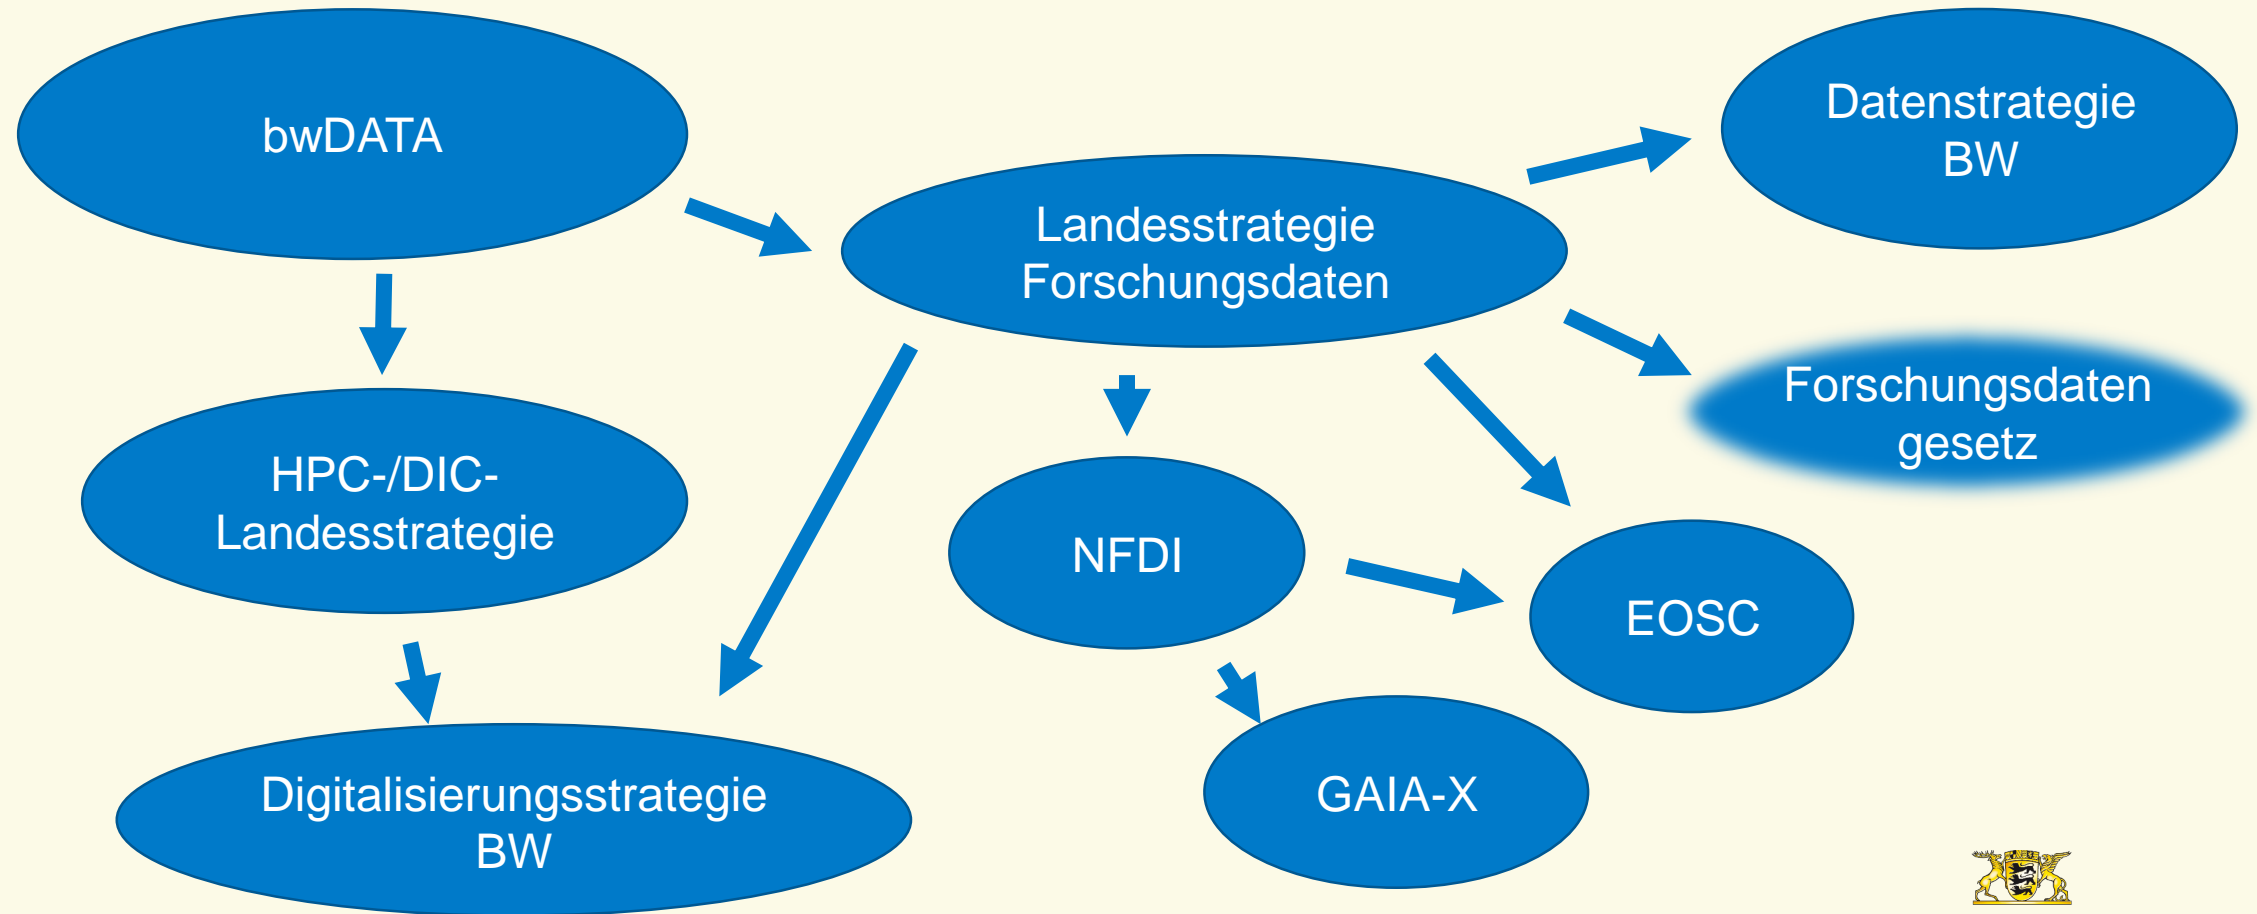 bwDATA
Datenstrategie
BW
Landesstrategie
Forschungsdaten
Forschungsdaten
gesetz
HPC-/DIC-
Landesstrategie
NFDI
EOSC
Digitalisierungsstrategie
BW
GAIA-X